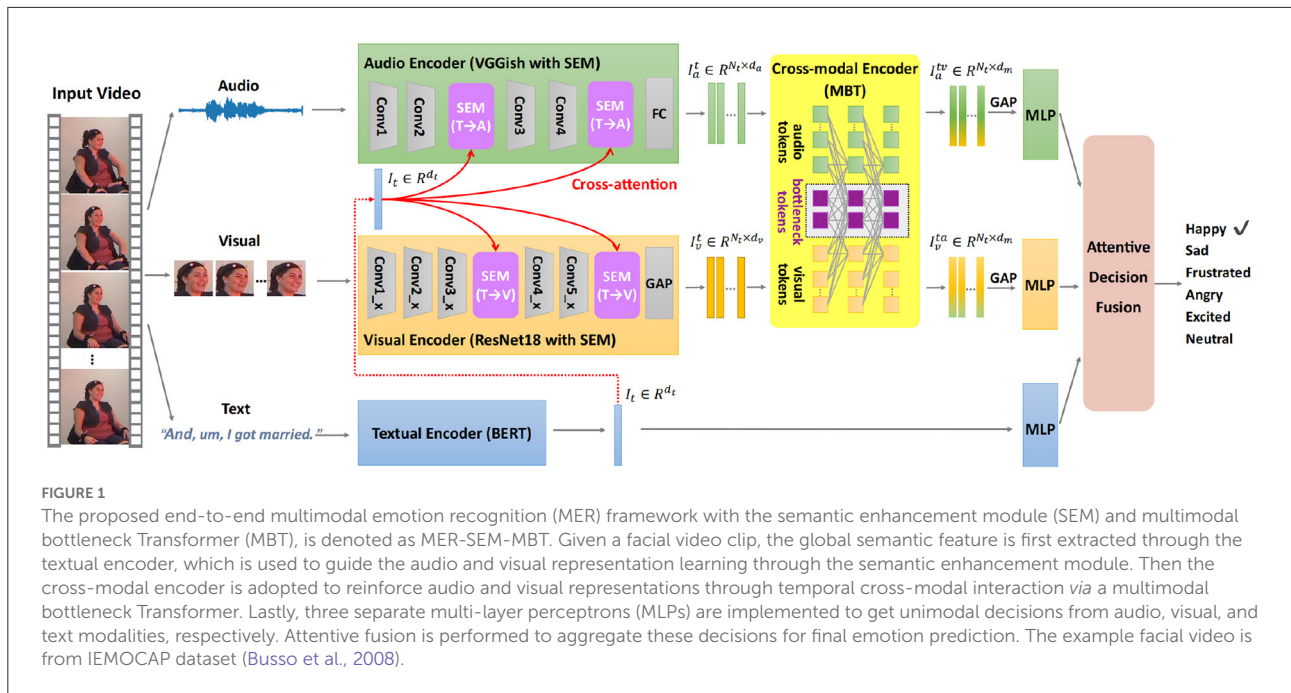 Input Video
Audio
Visual
Text
"And, um, I got married."
Audio Encoder (VGGish with SEM)
Conv1
Conv2
SEM
(T→A)
Conv3
Conv4
SEM
(T→A)
FC
I_t ∈ R^{d_t}
Cross-attention
Conv1_x
Conv2_x
Conv3_x
SEM
(T→V)
Conv4_x
Conv5_x
SEM
(T→V)
GAP
Visual Encoder (ResNet18 with SEM)
Textual Encoder (BERT)
I_t ∈ R^{d_t}
I_a^t ∈ R^{N_t×d_a}
I_v^t ∈ R^{N_t×d_v}
Cross-modal Encoder
(MBT)
audio
tokens
bottleneck
tokens
visual
tokens
I_a^{tv} ∈ R^{N_t×d_m}
GAP
MLP
I_v^{ta} ∈ R^{N_t×d_m}
GAP
MLP
MLP
Attentive
Decision
Fusion
Happy ✓
Sad
Frustrated
Angry
Excited
Neutral
FIGURE 1
The proposed end-to-end multimodal emotion recognition (MER) framework with the semantic enhancement module (SEM) and multimodal
bottleneck Transformer (MBT), is denoted as MER-SEM-MBT. Given a facial video clip, the global semantic feature is first extracted through the
textual encoder, which is used to guide the audio and visual representation learning through the semantic enhancement module. Then the
cross-modal encoder is adopted to reinforce audio and visual representations through temporal cross-modal interaction via a multimodal
bottleneck Transformer. Lastly, three separate multi-layer perceptrons (MLPs) are implemented to get unimodal decisions from audio, visual, and
text modalities, respectively. Attentive fusion is performed to aggregate these decisions for final emotion prediction. The example facial video is
from IEMOCAP dataset (Busso et al., 2008).